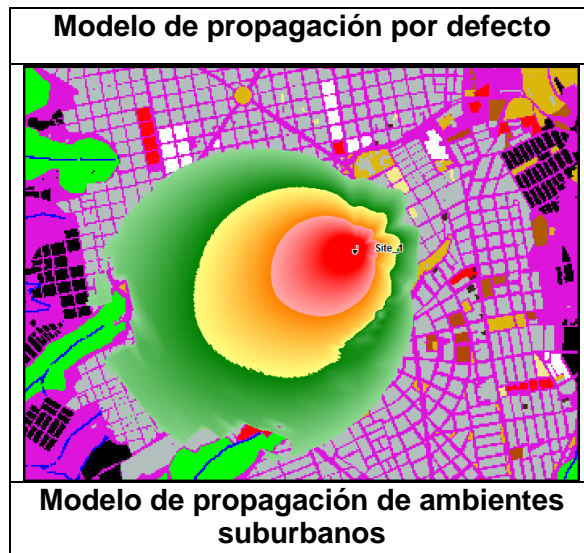 Modelo de propagación por defecto
Site_1
Modelo de propagación de ambientes
suburbanos